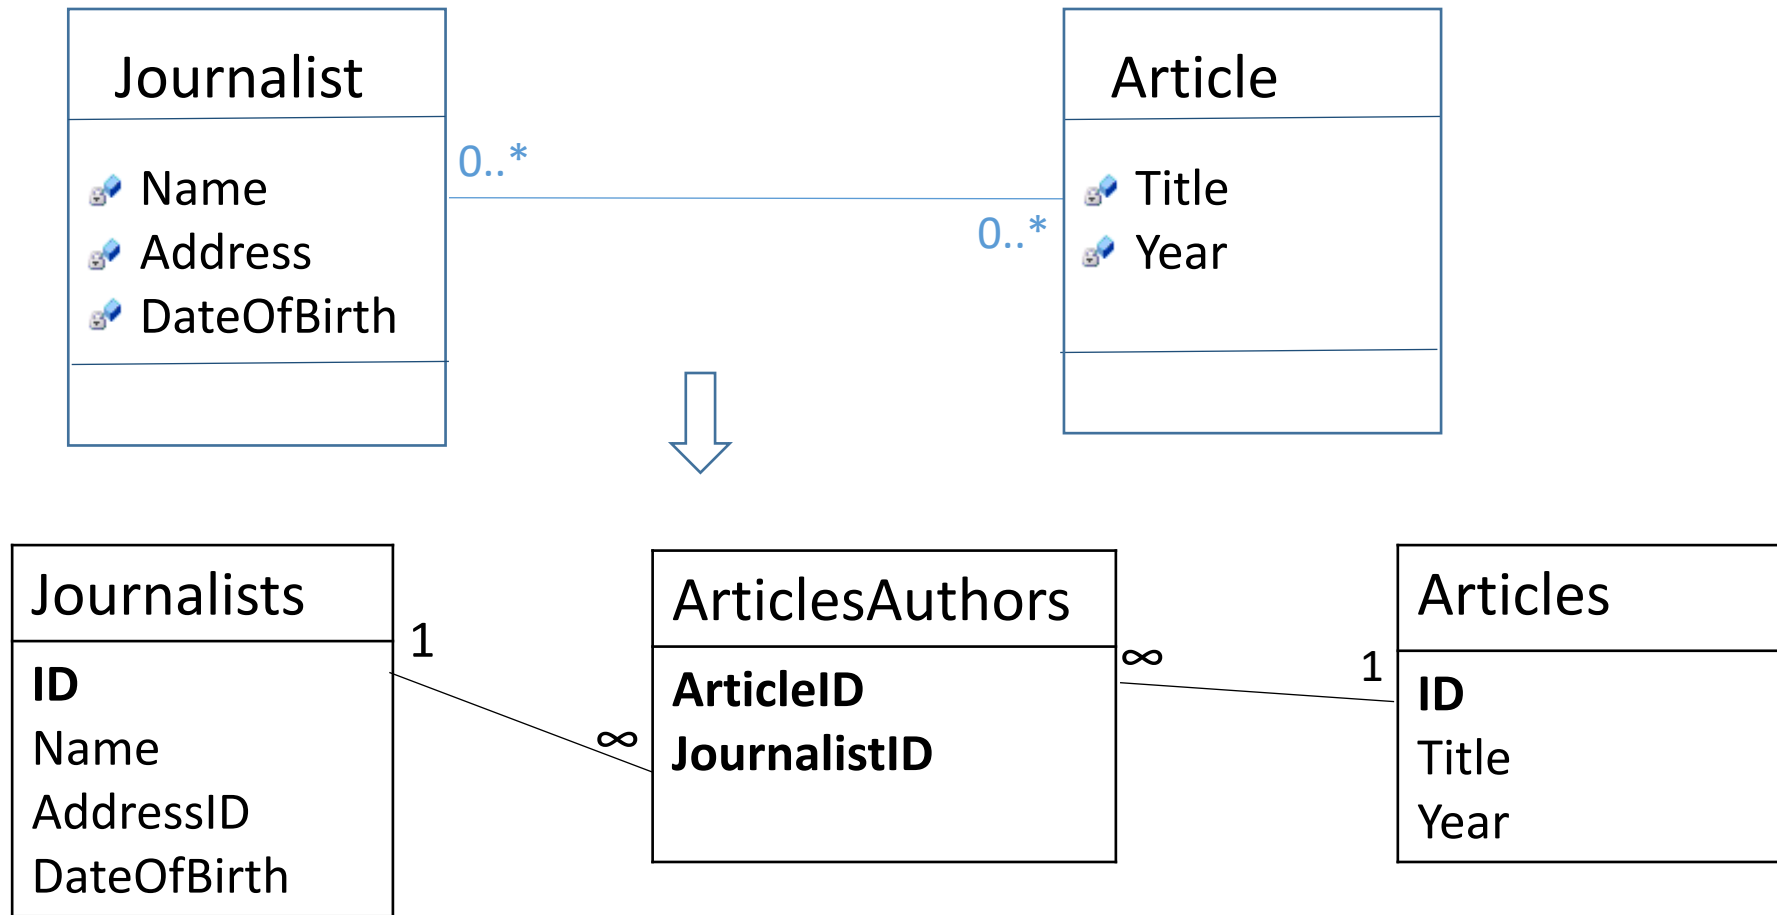 Journalist
Name
Address
DateOfBirth
0..*
0..*
Article
Title
Year
Journalists
ID
Name
AddressID
DateOfBirth
1
∞
ArticlesAuthors
ArticleID
JournalistID
∞
1
Articles
ID
Title
Year